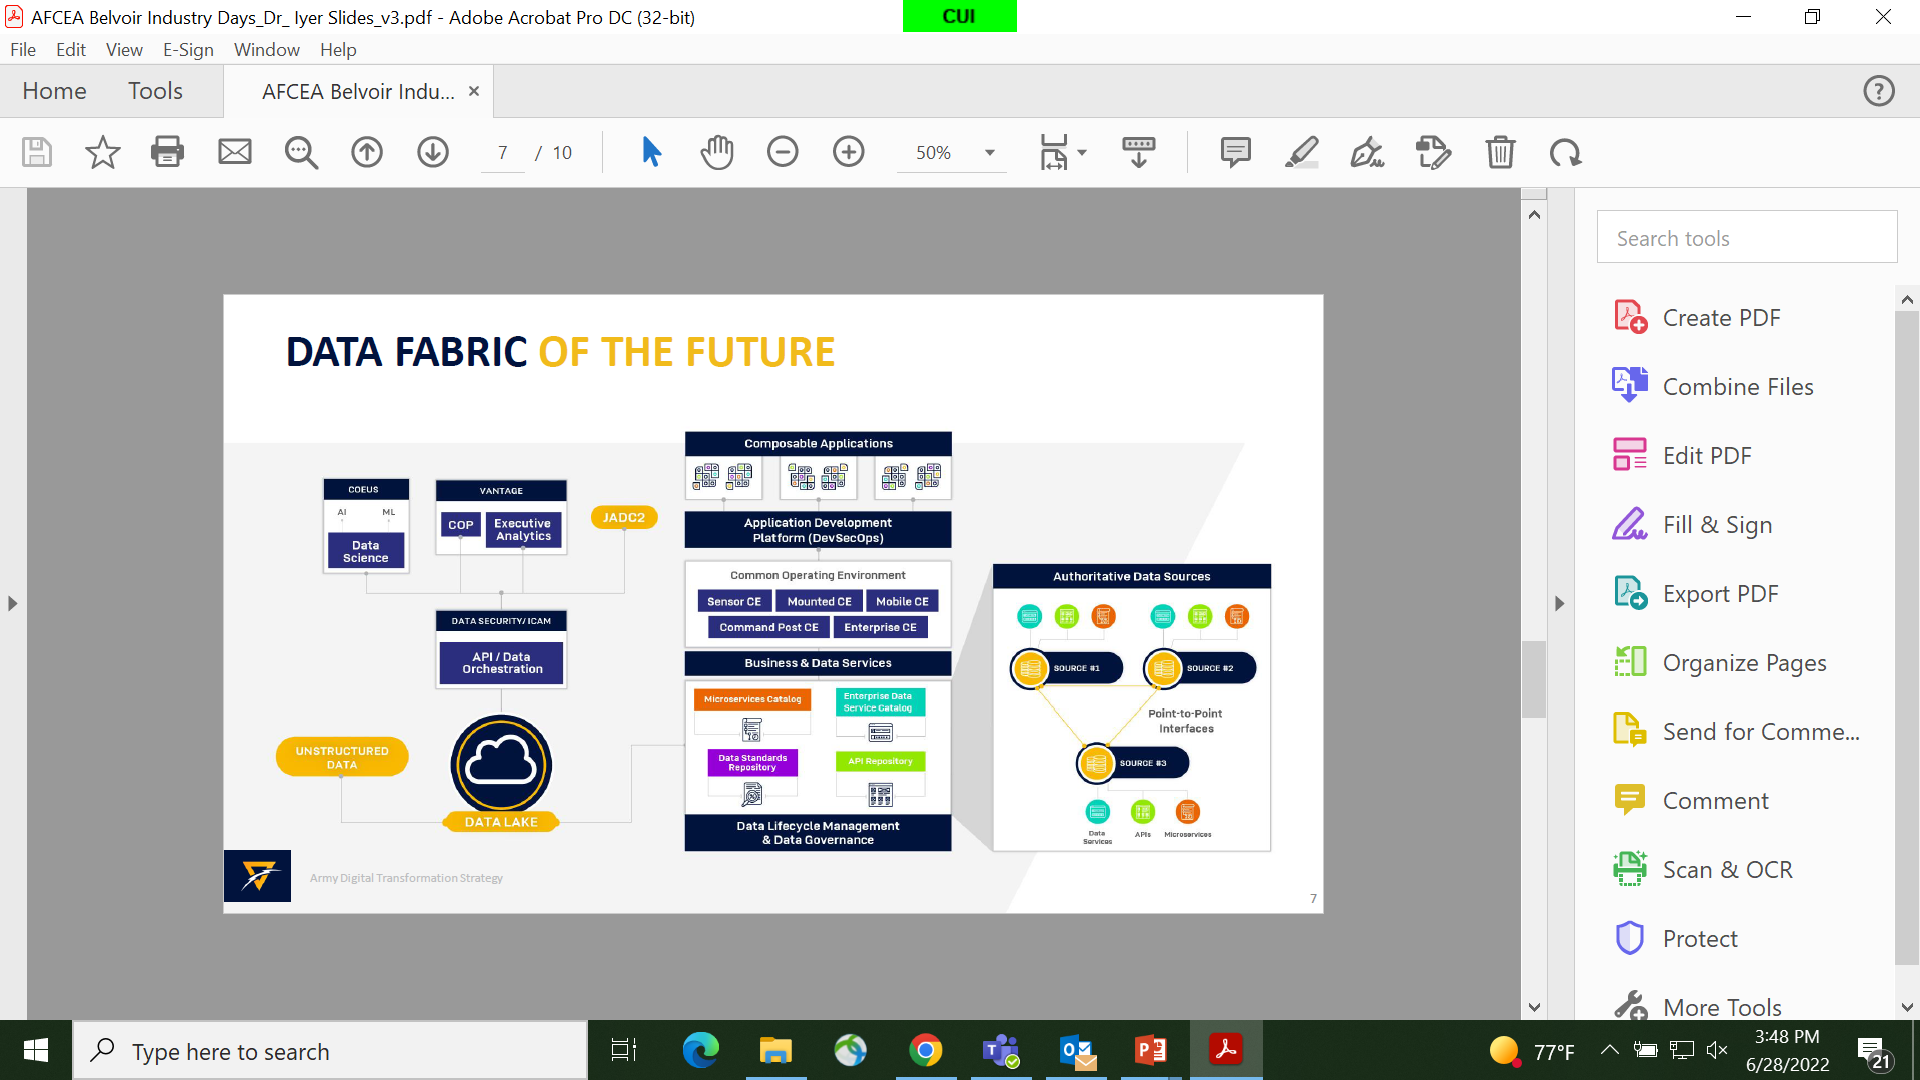 AFCEA Belvoir Industry Days_Dr_ Iyer Slides_v3.pdf - Adobe Acrobat Pro DC (32-bit)
CUI
File Edit View E-Sign Window Help
Home Tools AFCEA Belvoir Indu... ×
7 / 10 50%
Search tools
Create PDF
Combine Files
Edit PDF
Fill & Sign
Export PDF
Organize Pages
Send for Comme...
Comment
Scan & OCR
Protect
More Tools
DATA FABRIC OF THE FUTURE
COEUS
AI ML
Data
Science
VANTAGE
COP
Executive
Analytics
JADC2
DATA SECURITY/ICAM
API / Data
Orchestration
UNSTRUCTURED
DATA
DATA LAKE
Composable Applications
Application Development
Platform (DevSecOps)
Common Operating Environment
Sensor CE Mounted CE Mobile CE
Command Post CE Enterprise CE
Business & Data Services
Microservices Catalog
Enterprise Data
Service Catalog
Data Standards
Repository
API Repository
Data Lifecycle Management
& Data Governance
Authoritative Data Sources
SOURCE #1 SOURCE #2
Point-to-Point
Interfaces
SOURCE #3
Data
Services
APIs
Microservices
Army Digital Transformation Strategy
7
Type here to search
77°F
3:48 PM
6/28/2022
21